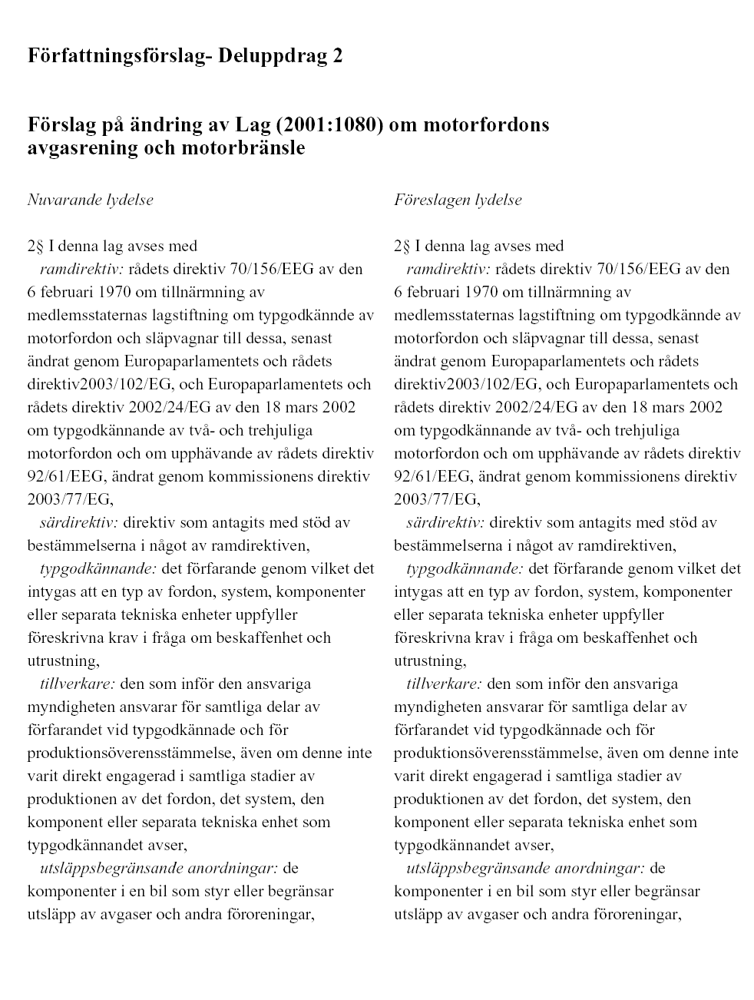 Författningsförslag- Deluppdrag 2
Förslag på ändring av Lag (2001:1080) om motorfordons
avgasrening och motorbränsle
Nuvarande lydelse
2§ I denna lag avses med
ramdirektiv: rådets direktiv 70/156/EEG av den
6 februari 1970 om tillnärmning av
medlemsstaternas lagstiftning om typgodkännde av
motorfordon och släpvagnar till dessa, senast
ändrat genom Europaparlamentets och rådets
direktiv2003/102/EG, och Europaparlamentets och
rådets direktiv 2002/24/EG av den 18 mars 2002
om typgodkännande av två- och trehjuliga
motorfordon och om upphävande av rådets direktiv
92/61/EEG, ändrat genom kommissionens direktiv
2003/77/EG,
särdirektiv: direktiv som antagits med stöd av
bestämmelserna i något av ramdirektiven,
typgodkännande: det förfarande genom vilket det
intygas att en typ av fordon, system, komponenter
eller separata tekniska enheter uppfyller
föreskrivna krav i fråga om beskaffenhet och
utrustning,
tillverkare: den som inför den ansvariga
myndigheten ansvarar för samtliga delar av
förfarandet vid typgodkännade och för
produktionsöverensstämmelse, även om denne inte
varit direkt engagerad i samtliga stadier av
produktionen av det fordon, det system, den
komponent eller separata tekniska enhet som
typgodkännandet avser,
utsläppsbegränsande anordningar: de
komponenter i en bil som styr eller begränsar
utsläpp av avgaser och andra föroreningar,
Föreslagen lydelse
2§ I denna lag avses med
ramdirektiv: rådets direktiv 70/156/EEG av den
6 februari 1970 om tillnärmning av
medlemsstaternas lagstiftning om typgodkännde av
motorfordon och släpvagnar till dessa, senast
ändrat genom Europaparlamentets och rådets
direktiv2003/102/EG, och Europaparlamentets och
rådets direktiv 2002/24/EG av den 18 mars 2002
om typgodkännande av två- och trehjuliga
motorfordon och om upphävande av rådets direktiv
92/61/EEG, ändrat genom kommissionens direktiv
2003/77/EG,
särdirektiv: direktiv som antagits med stöd av
bestämmelserna i något av ramdirektiven,
typgodkännande: det förfarande genom vilket det
intygas att en typ av fordon, system, komponenter
eller separata tekniska enheter uppfyller
föreskrivna krav i fråga om beskaffenhet och
utrustning,
tillverkare: den som inför den ansvariga
myndigheten ansvarar för samtliga delar av
förfarandet vid typgodkännade och för
produktionsöverensstämmelse, även om denne inte
varit direkt engagerad i samtliga stadier av
produktionen av det fordon, det system, den
komponent eller separata tekniska enhet som
typgodkännandet avser,
utsläppsbegränsande anordningar: de
komponenter i en bil som styr eller begränsar
utsläpp av avgaser och andra föroreningar,